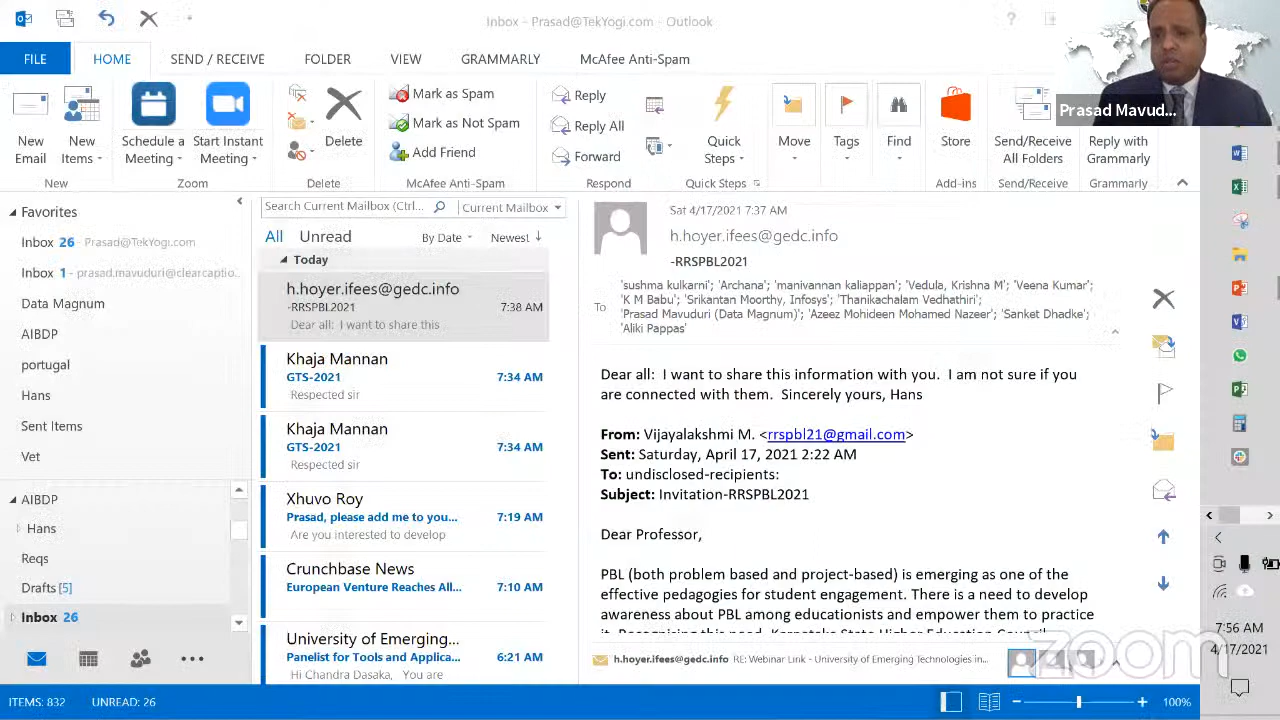 Inbox - Prasad@TekYogi.com - Outlook
FILE HOME SEND / RECEIVE FOLDER VIEW GRAMMARLY McAfee Anti-Spam
New Email
New Items
New
Schedule a Meeting
Start Instant Meeting
Zoom
Delete
Delete
Mark as Spam
Mark as Not Spam
Add Friend
McAfee Anti-Spam
Reply
Reply All
Forward
Respond
Quick Steps
Quick Steps
Move
Tags
Find
Store
Add-ins
Send/Receive All Folders
Send/Receive
Reply with Grammarly
Grammarly
Prasad Mavud...
Favorites
Inbox 26 - Prasad@TekYogi.com
Inbox 1 - prasad.mavuduri@clearcaptio...
Data Magnum
AIBDP
portugal
Hans
Sent Items
Vet
AIBDP
Hans
Reqs
Drafts [5]
Inbox 26
Search Current Mailbox (Ctrl... Current Mailbox
All Unread By Date Newest
Today
h.hoyer.ifees@gedc.info
-RRSPBL2021 7:38 AM
Dear all: I want to share this
Khaja Mannan
GTS-2021 7:34 AM
Respected sir
Khaja Mannan
GTS-2021 7:34 AM
Respected sir
Xhuvo Roy
Prasad, please add me to you... 7:19 AM
Are you interested to develop
Crunchbase News
European Venture Reaches All... 7:10 AM
University of Emerging...
Panelist for Tools and Applica... 6:21 AM
Hi Chandra Dasaka, You are
Sat 4/17/2021 7:37 AM
h.hoyer.ifees@gedc.info
-RRSPBL2021
To 'sushma kulkarni'; 'Archana'; 'manivannan kaliappan'; 'Vedula, Krishna M'; 'Veena Kumar';
'K M Babu'; 'Srikantan Moorthy, Infosys'; 'Thanikachalam Vedhathiri';
'Prasad Mavuduri (Data Magnum)'; 'Azeez Mohideen Mohamed Nazeer'; 'Sanket Dhadke';
'Aliki Pappas'
Dear all: I want to share this information with you. I am not sure if you
are connected with them. Sincerely yours, Hans
From: Vijayalakshmi M. <rrspbl21@gmail.com>
Sent: Saturday, April 17, 2021 2:22 AM
To: undisclosed-recipients:
Subject: Invitation-RRSPBL2021
Dear Professor,
PBL (both problem based and project-based) is emerging as one of the
effective pedagogies for student engagement. There is a need to develop
awareness about PBL among educationists and empower them to practice
it. Recognising this need, Karnataka State Higher Education Council
h.hoyer.ifees@gedc.info RE: Webinar Link - University of Emerging Technologies in...
zoom
7:56 AM
4/17/2021
ITEMS: 832 UNREAD: 26
100%